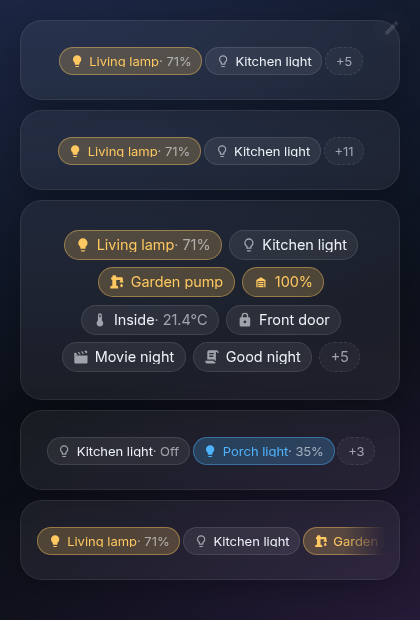 Living lamp · 71% Kitchen light +5
Living lamp · 71% Kitchen light +11
Living lamp · 71% Kitchen light
Garden pump 100%
Inside · 21.4°C Front door
Movie night Good night +5
Kitchen light · Off Porch light · 35% +3
Living lamp · 71% Kitchen light Garden